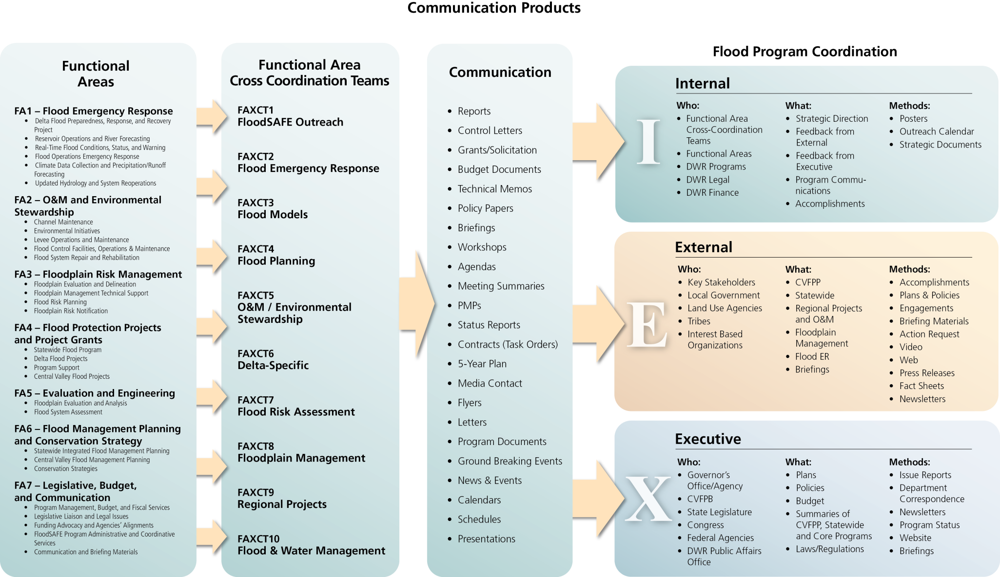 Communication Products
Functional
Areas
FA1 – Flood Emergency Response
• Delta Flood Preparedness, Response, and Recovery
Project
• Reservoir Operations and River Forecasting
• Real-Time Flood Conditions, Status, and Warning
• Flood Operations Emergency Response
• Climate Data Collection and Precipitation/Runoff
Forecasting
• Updated Hydrology and System Reoperations
FA2 – O&M and Environmental
Stewardship
• Channel Maintenance
• Environmental Initiatives
• Levee Operations and Maintenance
• Flood Control Facilities, Operations & Maintenance
• Flood System Repair and Rehabilitation
FA3 – Floodplain Risk Management
• Floodplain Evaluation and Delineation
• Floodplain Management Technical Support
• Flood Risk Planning
• Floodplain Risk Notification
FA4 – Flood Protection Projects
and Project Grants
• Statewide Flood Program
• Delta Flood Projects
• Program Support
• Central Valley Flood Projects
FA5 – Evaluation and Engineering
• Floodplain Evaluation and Analysis
• Flood System Assessment
FA6 – Flood Management Planning
and Conservation Strategy
• Statewide Integrated Flood Management Planning
• Central Valley Flood Management Planning
• Conservation Strategies
FA7 – Legislative, Budget,
and Communication
• Program Management, Budget, and Fiscal Services
• Legislative Liaison and Legal Issues
• Funding Advocacy and Agencies’ Alignments
• FloodSAFE Program Administrative and Coordinative
Services
• Communication and Briefing Materials
Functional Area
Cross Coordination Teams
FAXCT1
FloodSAFE Outreach
FAXCT2
Flood Emergency Response
FAXCT3
Flood Models
FAXCT4
Flood Planning
FAXCT5
O&M / Environmental
Stewardship
FAXCT6
Delta-Specific
FAXCT7
Flood Risk Assessment
FAXCT8
Floodplain Management
FAXCT9
Regional Projects
FAXCT10
Flood & Water Management
Communication
• Reports
• Control Letters
• Grants/Solicitation
• Budget Documents
• Technical Memos
• Policy Papers
• Briefings
• Workshops
• Agendas
• Meeting Summaries
• PMPs
• Status Reports
• Contracts (Task Orders)
• 5-Year Plan
• Media Contact
• Flyers
• Letters
• Program Documents
• Ground Breaking Events
• News & Events
• Calendars
• Schedules
• Presentations
Flood Program Coordination
I
Internal
Who:
• Functional Area
Cross-Coordination
Teams
• Functional Areas
• DWR Programs
• DWR Legal
• DWR Finance
What:
• Strategic Direction
• Feedback from
External
• Feedback from
Executive
• Program Commu-
nications
• Accomplishments
Methods:
• Posters
• Outreach Calendar
• Strategic Documents
E
External
Who:
• Key Stakeholders
• Local Government
• Land Use Agencies
• Tribes
• Interest Based
Organizations
What:
• CVFPP
• Statewide
• Regional Projects
and O&M
• Floodplain
Management
• Flood ER
• Briefings
Methods:
• Accomplishments
• Plans & Policies
• Engagements
• Briefing Materials
• Action Request
• Video
• Web
• Press Releases
• Fact Sheets
• Newsletters
X
Executive
Who:
• Governor’s
Office/Agency
• CVFPB
• State Legislature
• Congress
• Federal Agencies
• DWR Public Affairs
Office
What:
• Plans
• Policies
• Budget
• Summaries of
CVFPP, Statewide
and Core Programs
• Laws/Regulations
Methods:
• Issue Reports
• Department
Correspondence
• Newsletters
• Program Status
• Website
• Briefings